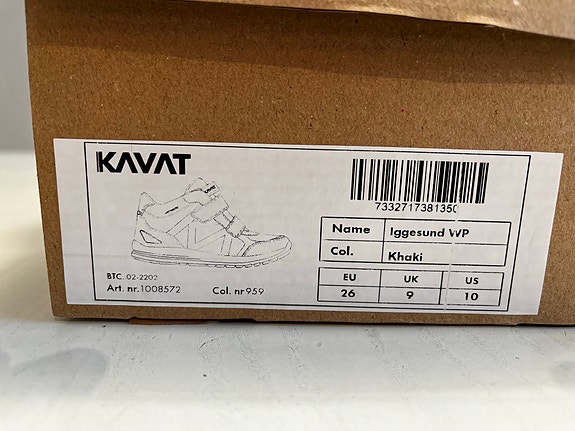 KAVAT
7332717381350
Name Iggesund WP
Col. Khaki
EU UK US
26 9 10
BTC. 02-2202
Art. nr.1008572 Col. nr 959